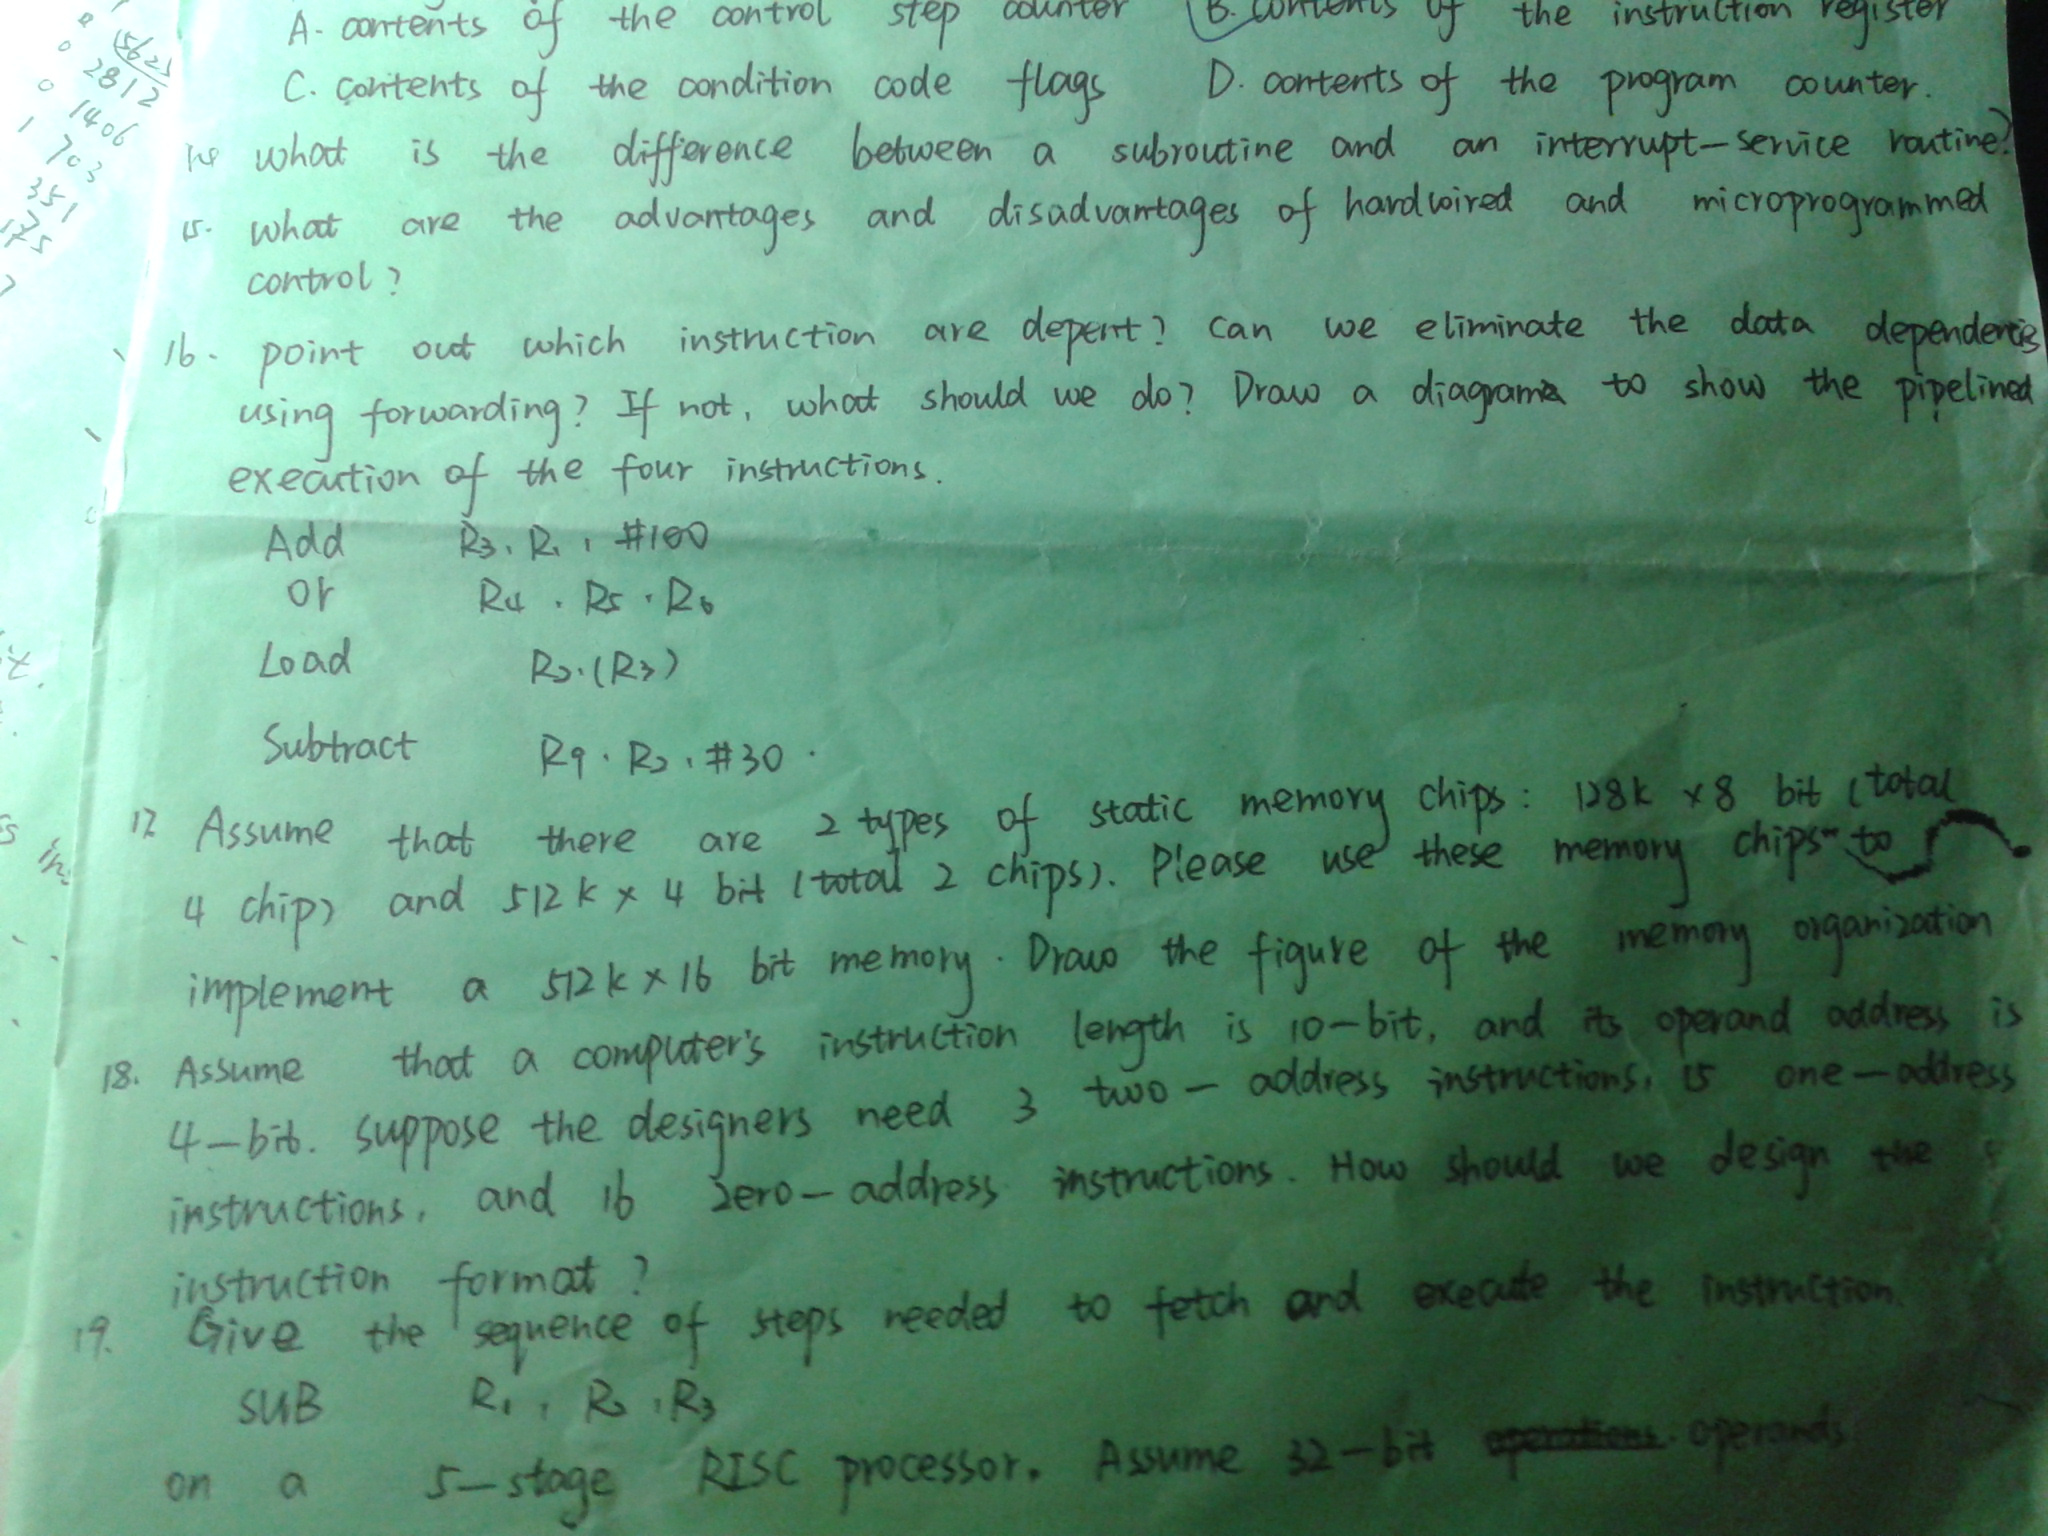 A. contents of the control step counter B. contents of the instruction register
C. contents of the condition code flags D. contents of the program counter.
14 what is the difference between a subroutine and an interrupt-service routine?
15. what are the advantages and disadvantages of hardwired and microprogrammed
control?
16. point out which instruction are depent? can we eliminate the data
using forwarding? If not, what should we do? Draw a diagram to show the pipelined
execution of the four instructions.
Add R3, R1, #100
Or R4, R5, R6
Load R2, (R3)
Subtract R9, R2, #30.
17 Assume that there are 2 types of static memory chips: 128k x 8 bit (total
4 chips and 512k x 4 bit (total 2 chips). Please use these memory chips to
implement a 512k x 16 bit memory. Draw the figure of the memory organization
18. Assume that a computer's instruction length is 10-bit, and its operand address is
4-bit. suppose the designers need 3 two-address instructions, 15 one-address
instructions, and 16 zero-address instructions. How should we design the
instruction format?
19. Give the sequence of steps needed to fetch and execute the instruction.
SUB R1, R2, R3
on a 5-stage RISC processor. Assume 32-bit operands
5625
0 2812
0 1406
1 703
351
175